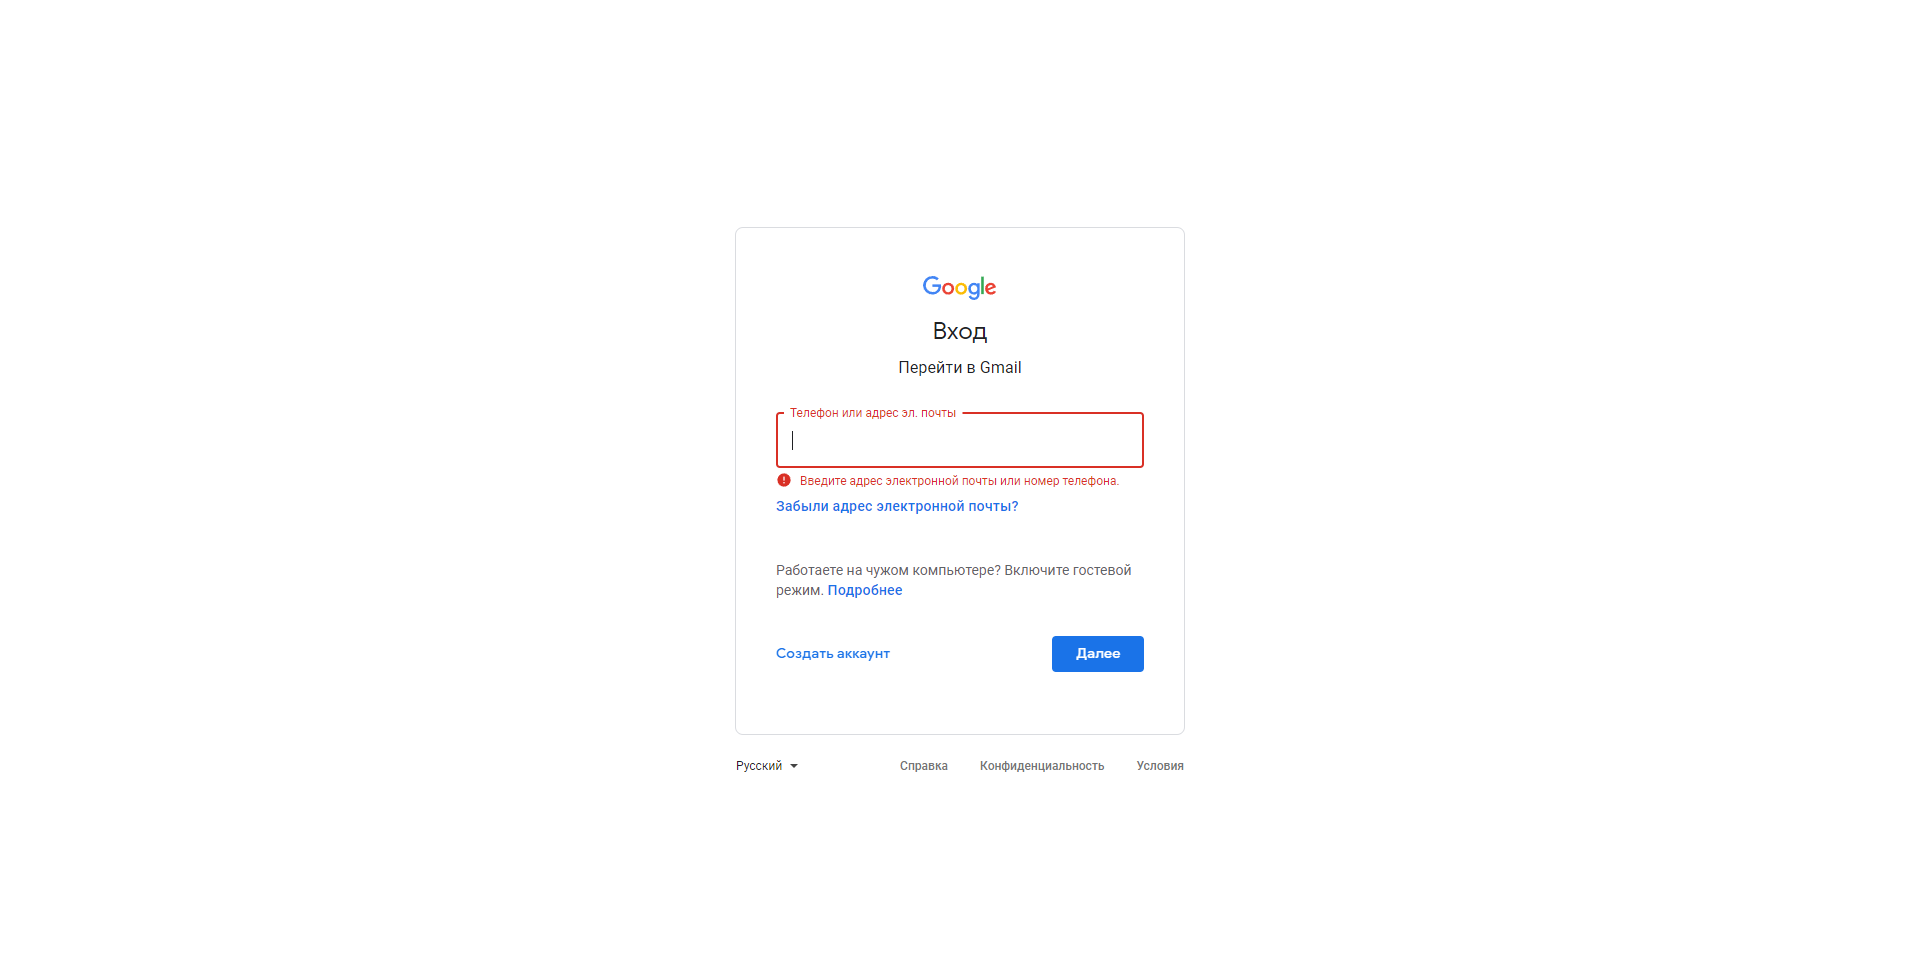 Google
Вход
Перейти в Gmail
Телефон или адрес эл. почты
Введите адрес электронной почты или номер телефона.
Забыли адрес электронной почты?
Работаете на чужом компьютере? Включите гостевой
режим. Подробнее
Создать аккаунт
Далее
Русский
Справка
Конфиденциальность
Условия